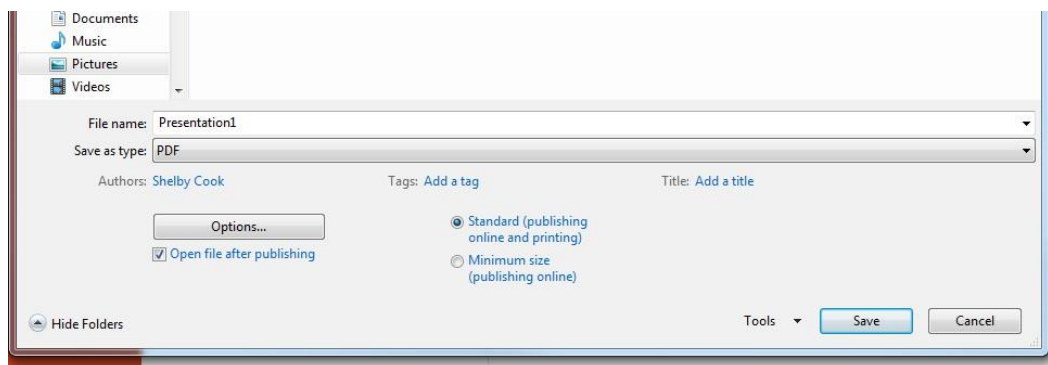 Documents
Music
Pictures
Videos
File name: Presentation1
Save as type: PDF
Authors: Shelby Cook Tags: Add a tag Title: Add a title
Options...
Open file after publishing
Standard (publishing
online and printing)
Minimum size
(publishing online)
Hide Folders
Tools Save Cancel